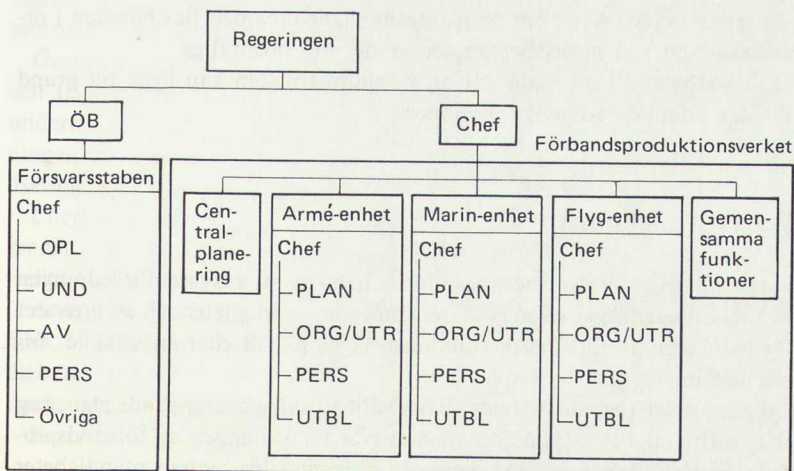 Regeringen
ÖB
Chef
Förbandsproduktionsverket
Försvarsstaben
Chef
OPL
UND
AV
PERS
Övriga
Cen-
tral-
plane-
ring
Armé-enhet
Chef
PLAN
ORG/UTR
PERS
UTBL
Marin-enhet
Chef
PLAN
ORG/UTR
PERS
UTBL
Flyg-enhet
Chef
PLAN
ORG/UTR
PERS
UTBL
Gemen-
samma
funk-
tioner